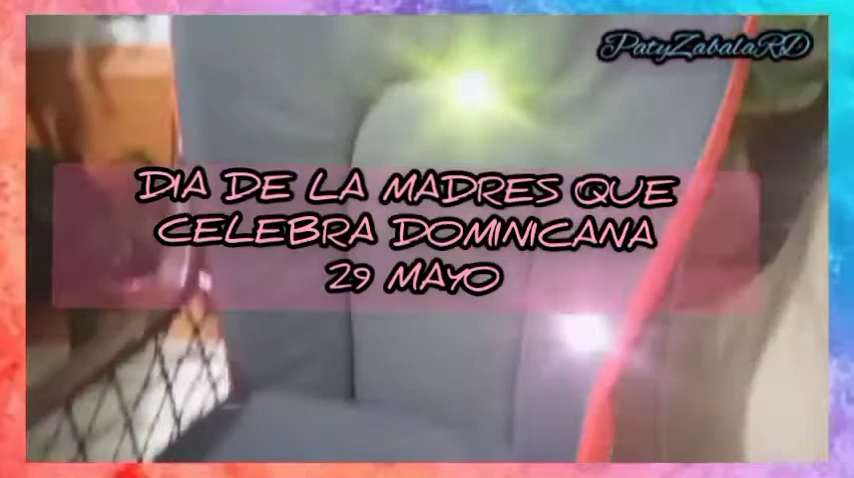 PatyZabalaRD
DIA DE LA MADRES QUE
CELEBRA DOMINICANA
29 MAYO